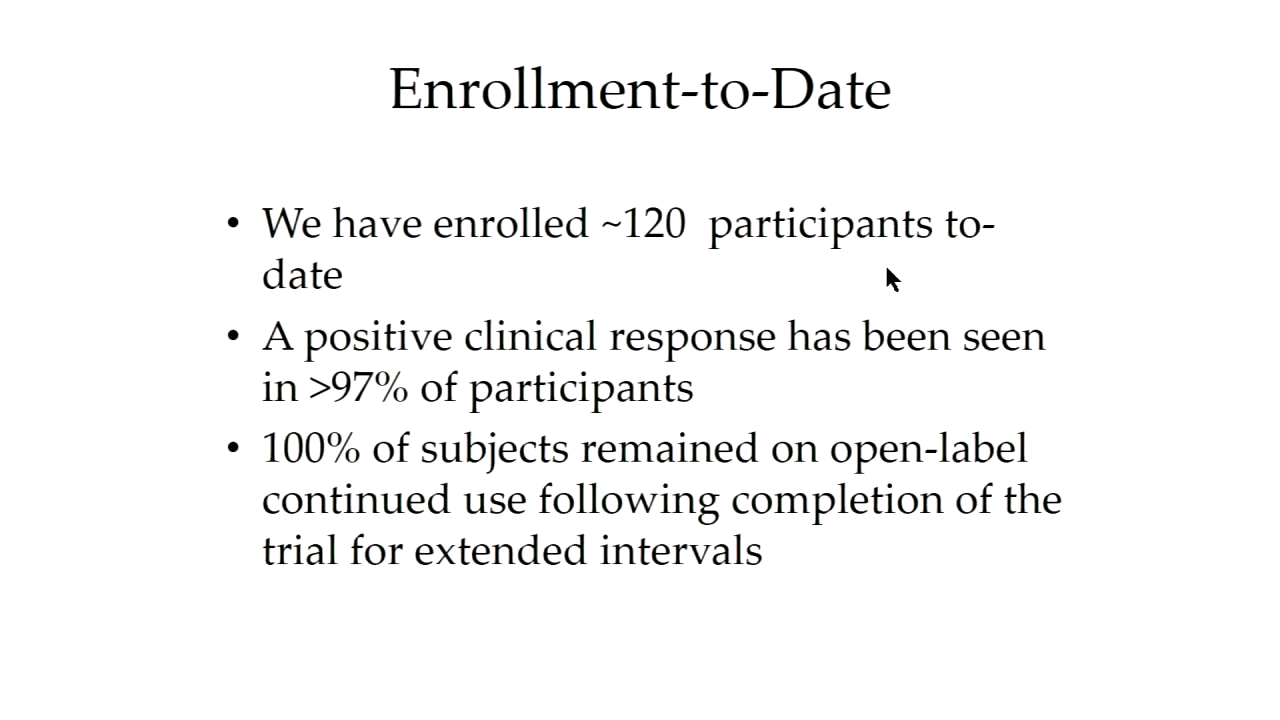 Enrollment-to-Date
• We have enrolled ~120  participants to-
date
• A positive clinical response has been seen
in >97% of participants
• 100% of subjects remained on open-label
continued use following completion of the
trial for extended intervals